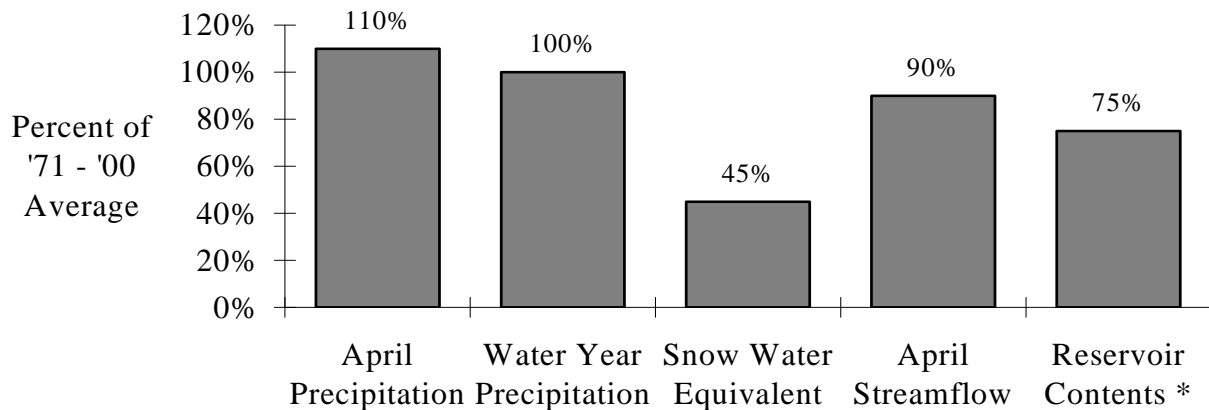 Percent of
'71 - '00
Average
120%
100%
80%
60%
40%
20%
0%
110%
100%
45%
90%
75%
April
Precipitation
Water Year
Precipitation
Snow Water
Equivalent
April
Streamflow
Reservoir
Contents *